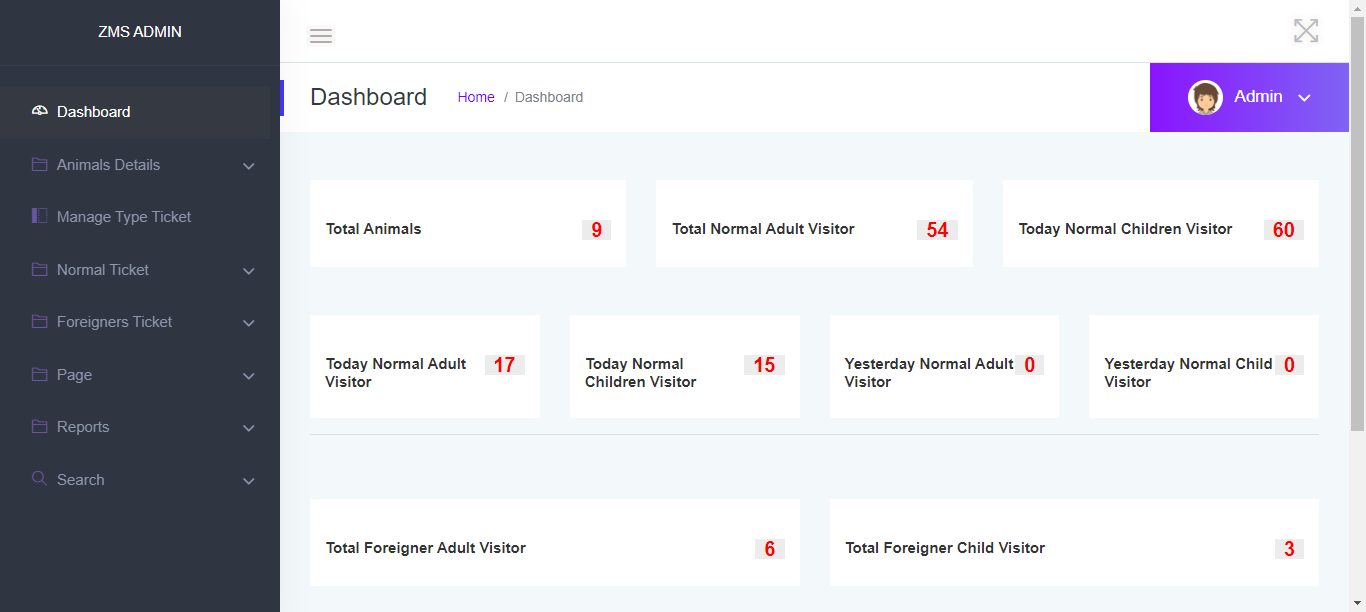 ZMS ADMIN
Dashboard
Animals Details
Manage Type Ticket
Normal Ticket
Foreigners Ticket
Page
Reports
Search
Dashboard
Home / Dashboard
Admin
Total Animals
9
Total Normal Adult Visitor
54
Today Normal Children Visitor
60
Today Normal Adult
Visitor
17
Today Normal
Children Visitor
15
Yesterday Normal Adult
Visitor
0
Yesterday Normal Child
Visitor
0
Total Foreigner Adult Visitor
6
Total Foreigner Child Visitor
3